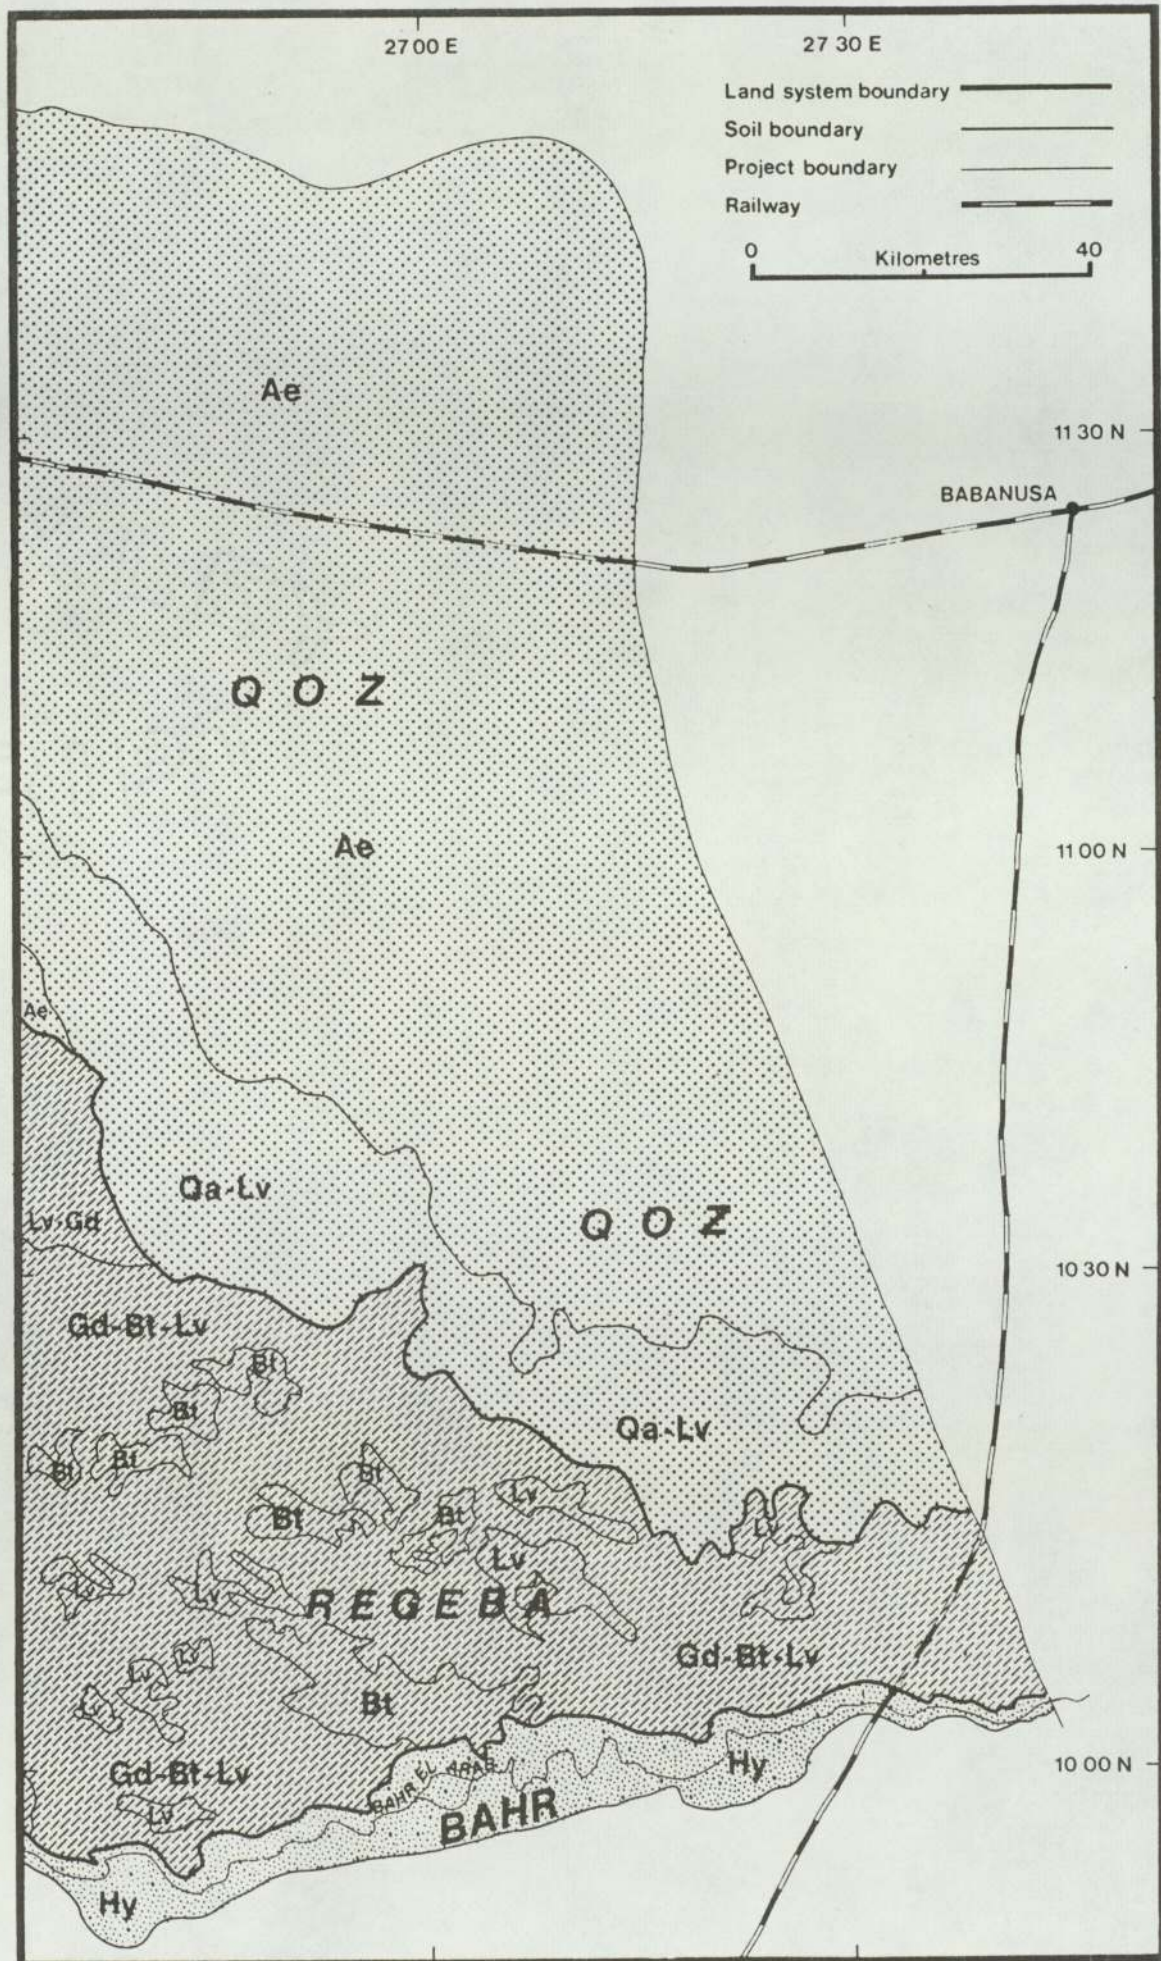 27 00 E
27 30 E
Land system boundary
Soil boundary
Project boundary
Railway
0
Kilometres
40
Ae
11 30 N
BABANUSA
QOZ
Ae
11 00 N
Ae
Qa-Lv
Lv-Gd
QOZ
10 30 N
Gd-Bt-Lv
Bt
Bt
Qa-Lv
Bt
Bt
Bt
Lv
Bt
Bt
Lv
Lv
Lv
Lv
REGEBA
Lv
Gd-Bt-Lv
Lv
Lv
Bt
10 00 N
Hy
Gd-Bt-Lv
BAHR EL ARAB
BAHR
Lv
Hy